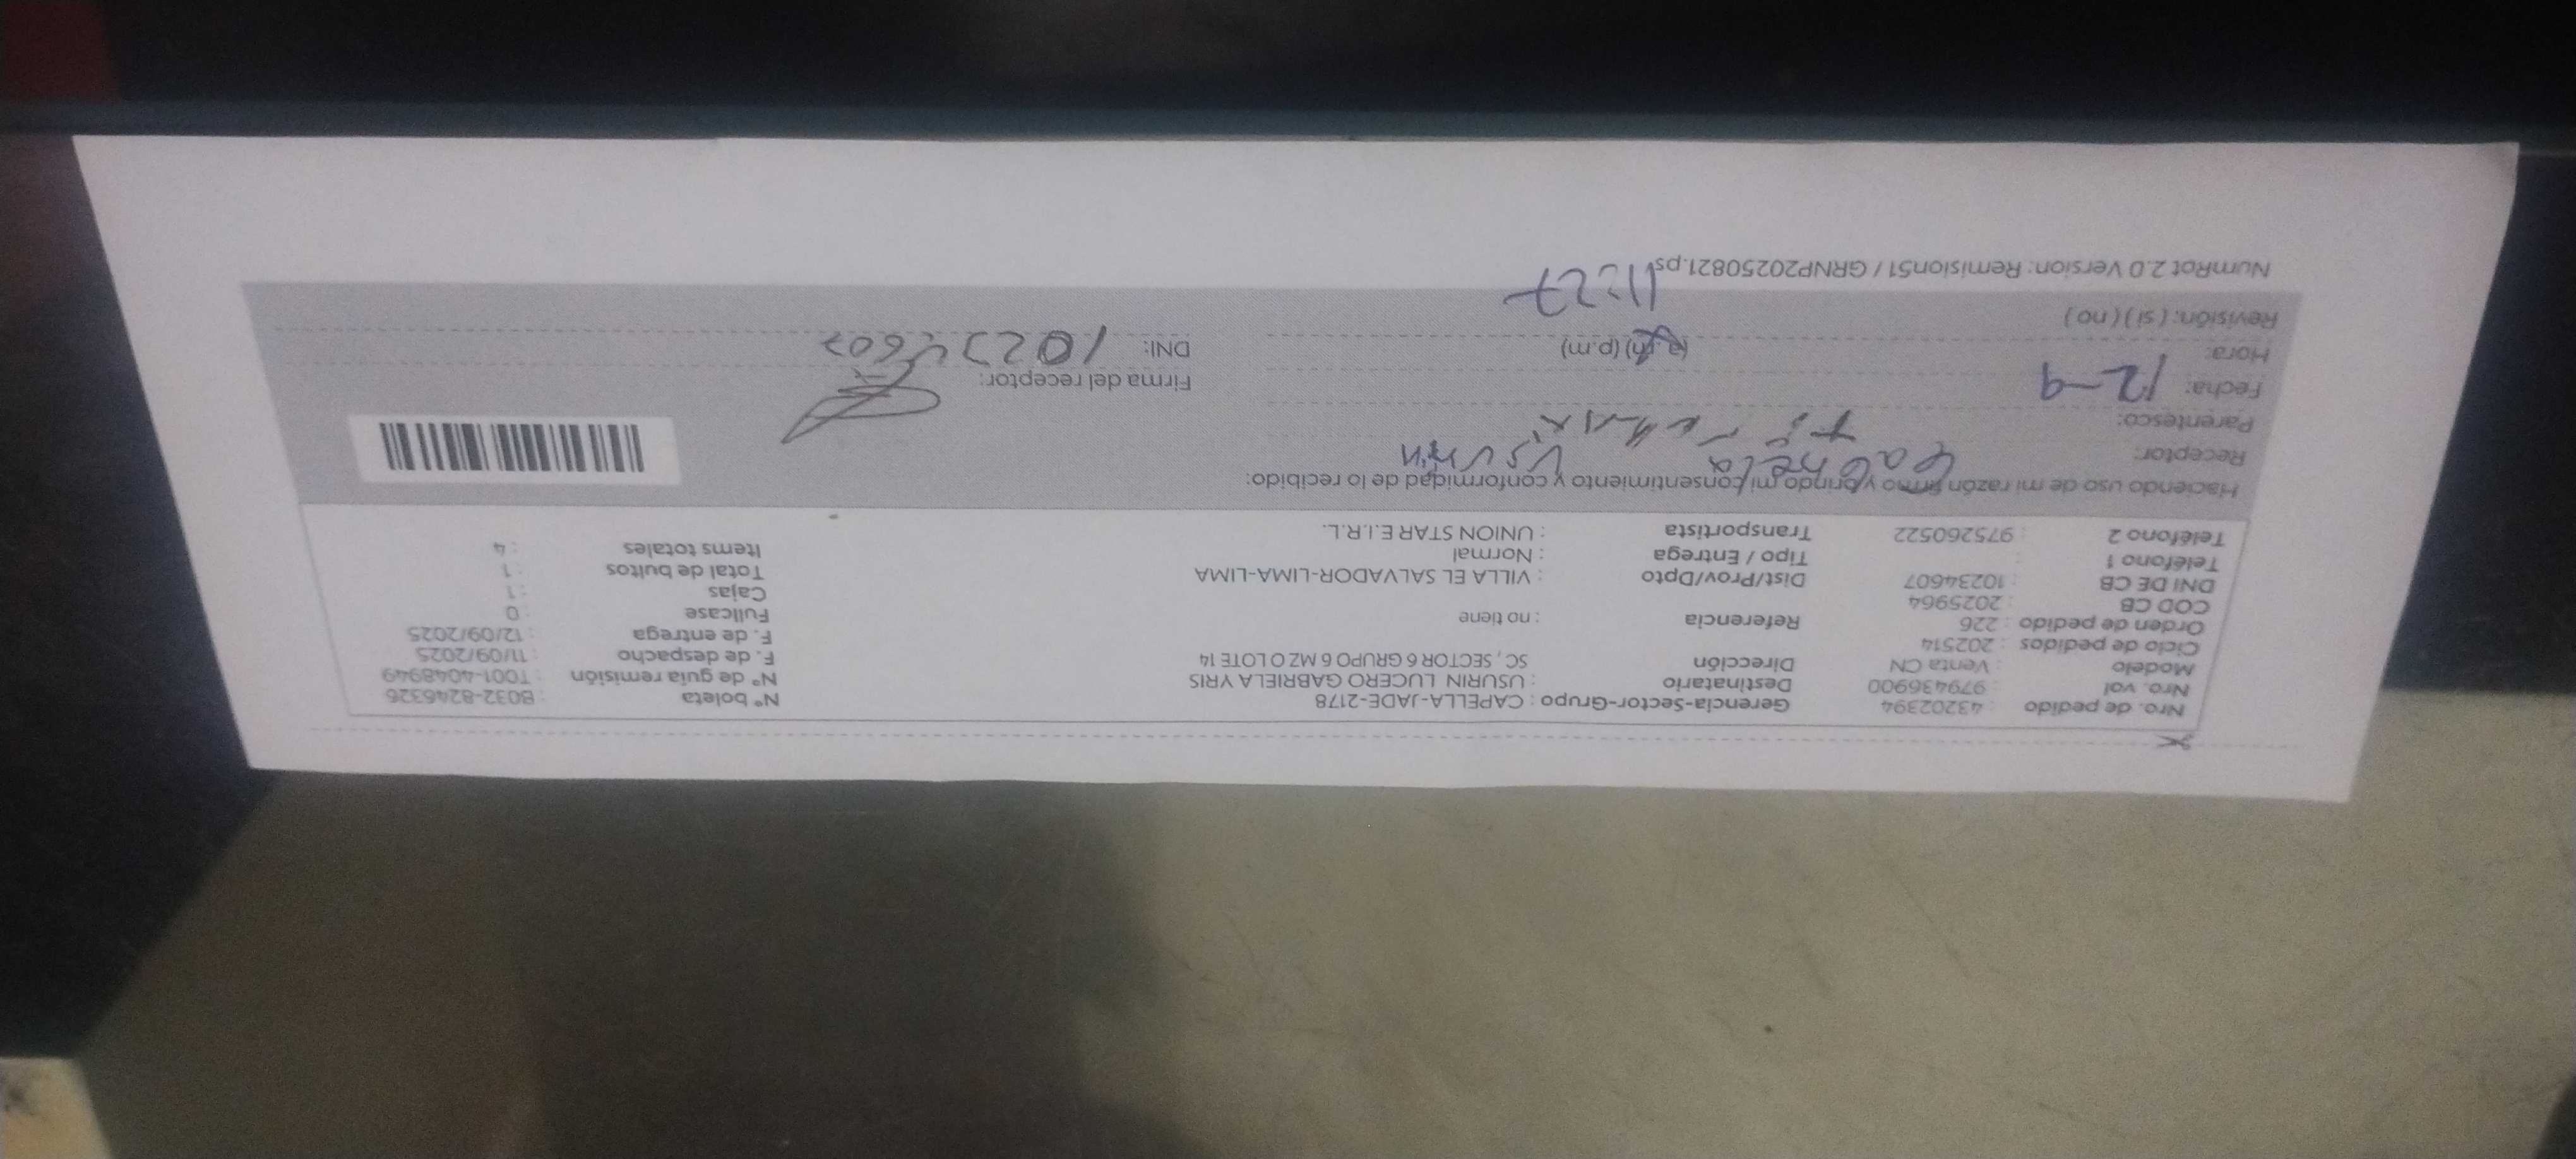 Nro. de pedido : 43202394 Gerencia-Sector-Grupo : CAPELLA-JADE-2178 N° boleta : B032-8246326
Nro. vol : 979436900 Destinatario : USURIN LUCERO GABRIELA YRIS N° de guía remisión : T001-4048949
Modelo : Venta CN Dirección SC, SECTOR 6 GRUPO 6 MZ O LOTE 14 F. de despacho : 11/09/2025
Ciclo de pedidos : 202514 F. de entrega : 12/09/2025
Orden de pedido : 226 Referencia : no tiene Fullcase : 0
COD CB : 2025964 Cajas : 1
DNI DE CB : 10234607 Dist/Prov/Dpto : VILLA EL SALVADOR-LIMA-LIMA Total de bultos : 1
Teléfono 1 : Tipo / Entrega : Normal Items totales : 4
Teléfono 2 : 975260522 Transportista : UNION STAR E.I.R.L.
Haciendo uso de mi razón firmo y brindo mi consentimiento y conformidad de lo recibido:
Receptor: Gabriela Usurin
Parentesco: Titular
Fecha: 12-9 Firma del receptor:
Hora: (a.m) (p.m) 11:27 DNI: 10234607
Revisión: ( si ) ( no )
NumRot 2.0 Version: Remision51 / GRNP20250821.ps